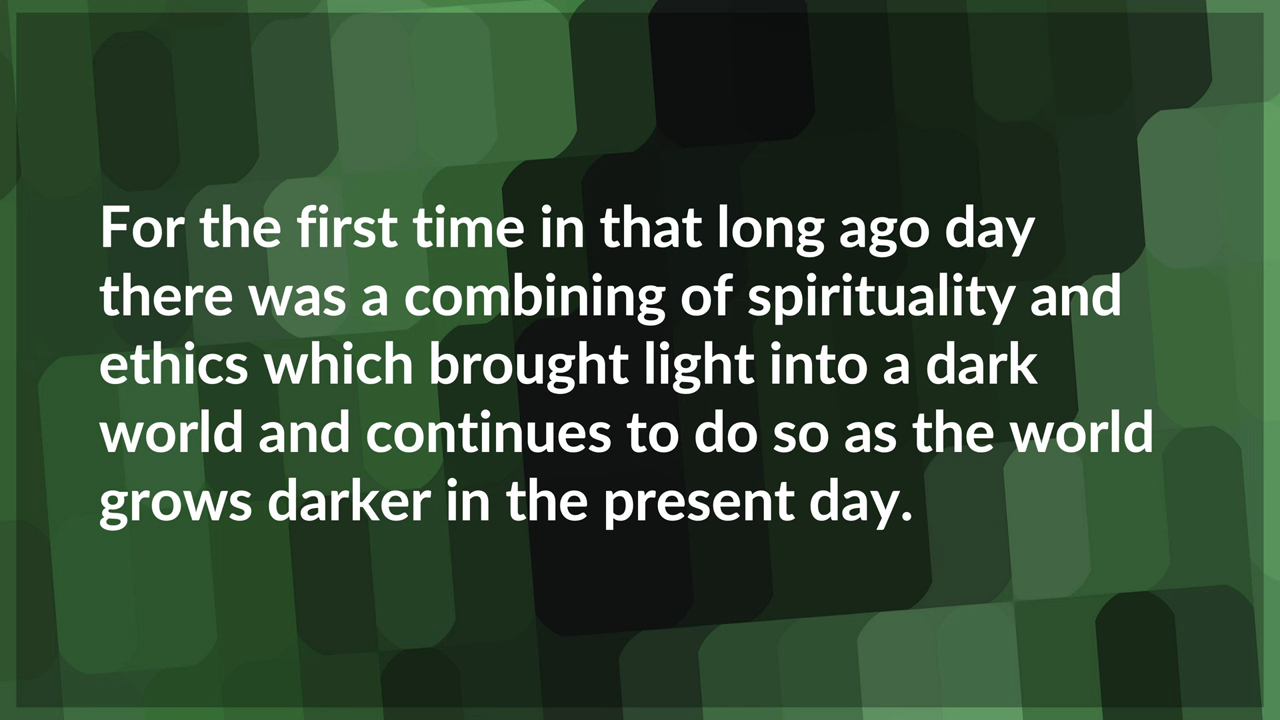 For the first time in that long ago day
there was a combining of spirituality and
ethics which brought light into a dark
world and continues to do so as the world
grows darker in the present day.